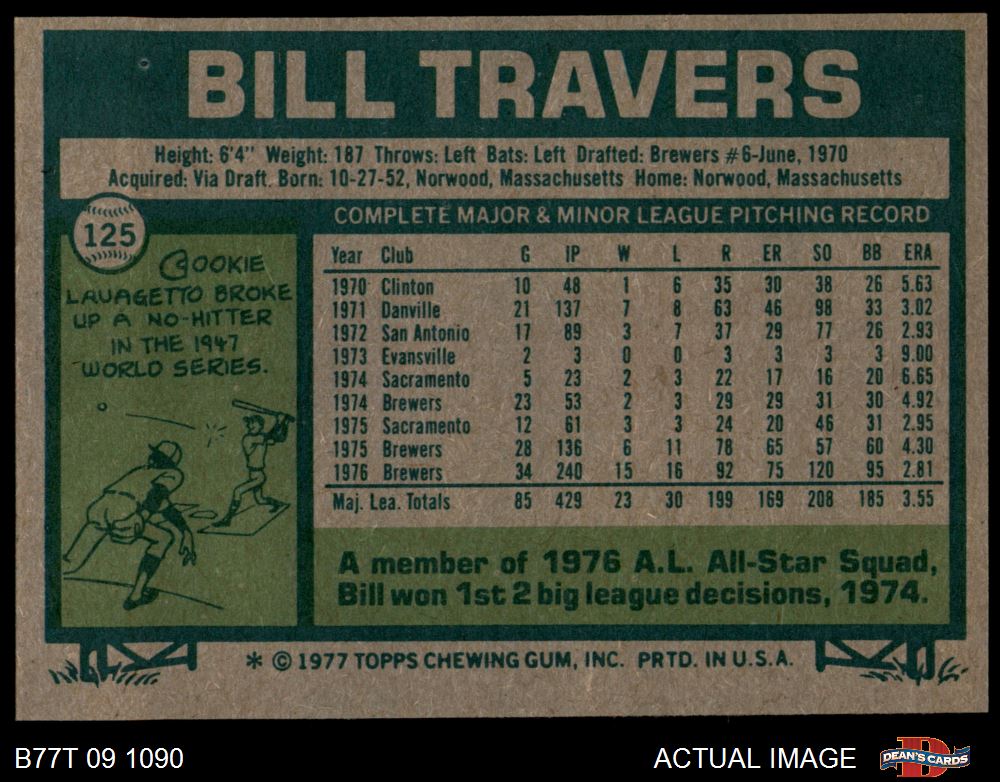 BILL TRAVERS
Height: 6'4" Weight: 187 Throws: Left Bats: Left Drafted: Brewers #6-June, 1970
Acquired: Via Draft. Born: 10-27-52, Norwood, Massachusetts Home: Norwood, Massachusetts
125
COOKIE
LAVAGETTO BROKE
UP A NO-HITTER
IN THE 1947
WORLD SERIES.
COMPLETE MAJOR & MINOR LEAGUE PITCHING RECORD
Year Club G IP W L R ER SO BB ERA
1970 Clinton 10 48 1 6 35 30 38 26 5.63
1971 Danville 21 137 7 8 63 46 98 33 3.02
1972 San Antonio 17 89 3 7 37 29 77 26 2.93
1973 Evansville 2 3 0 0 3 3 3 3 9.00
1974 Sacramento 5 23 2 3 22 17 16 20 6.65
1974 Brewers 23 53 2 3 29 29 31 30 4.92
1975 Sacramento 12 61 3 3 24 20 46 31 2.95
1975 Brewers 28 136 6 11 78 65 57 60 4.30
1976 Brewers 34 240 15 16 92 75 120 95 2.81
Maj. Lea. Totals 85 429 23 30 199 169 208 185 3.55
A member of 1976 A.L. All-Star Squad,
Bill won 1st 2 big league decisions, 1974.
* © 1977 TOPPS CHEWING GUM, INC. PRTD. IN U.S.A.
B77T 09 1090
ACTUAL IMAGE
D
DEAN'S CARDS